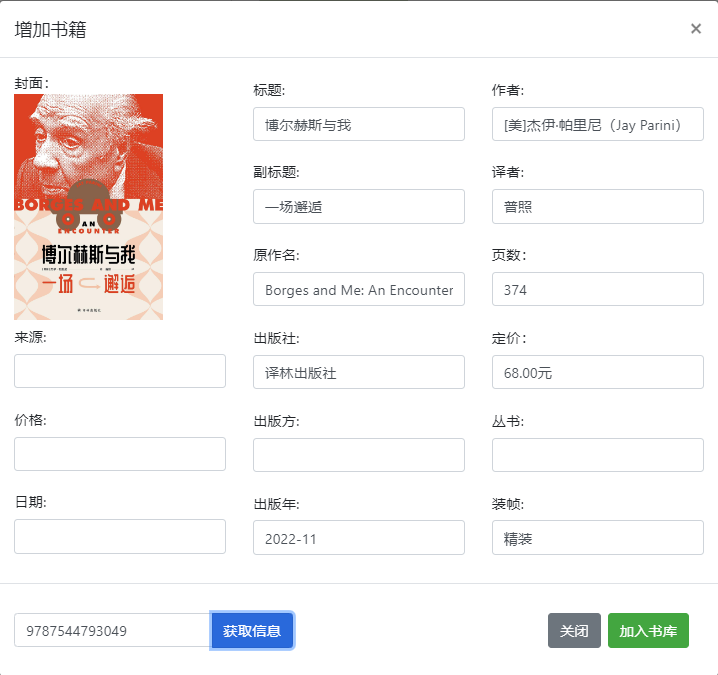 增加书籍
×
封面：
BORGES AND ME
AN
ENCOUNTER
博尔赫斯与我
一场 邂逅
标题:
博尔赫斯与我
作者:
[美]杰伊·帕里尼（Jay Parini）
副标题:
一场邂逅
译者:
普照
原作名:
Borges and Me: An Encounter
页数：
374
来源:
出版社:
译林出版社
定价：
68.00元
价格:
出版方:
丛书:
日期:
出版年:
2022-11
装帧:
精装
9787544793049
获取信息
关闭
加入书库